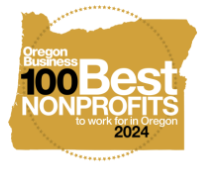 Oregon
Business
100 Best
NONPROFITS
to work for in Oregon
2024